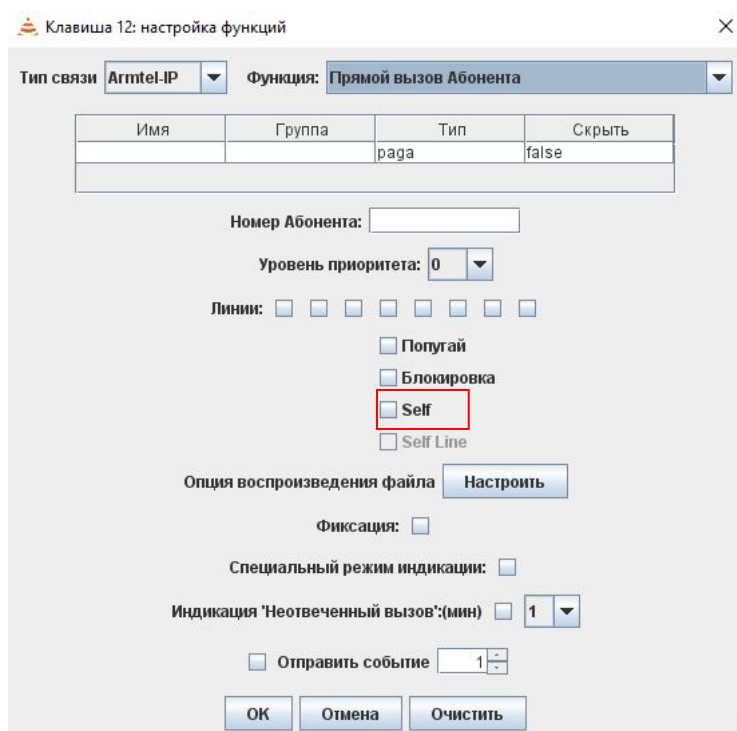 Клавиша 12: настройка функций
Тип связи Armtel-IP Функция: Прямой вызов Абонента
Имя Группа Тип Скрыть
paga false
Номер Абонента:
Уровень приоритета: 0
Линии:
Попугай
Блокировка
Self
Self Line
Опция воспроизведения файла Настроить
Фиксация:
Специальный режим индикации:
Индикация 'Неотвеченный вызов':(мин) 1
Отправить событие 1
OK Отмена Очистить